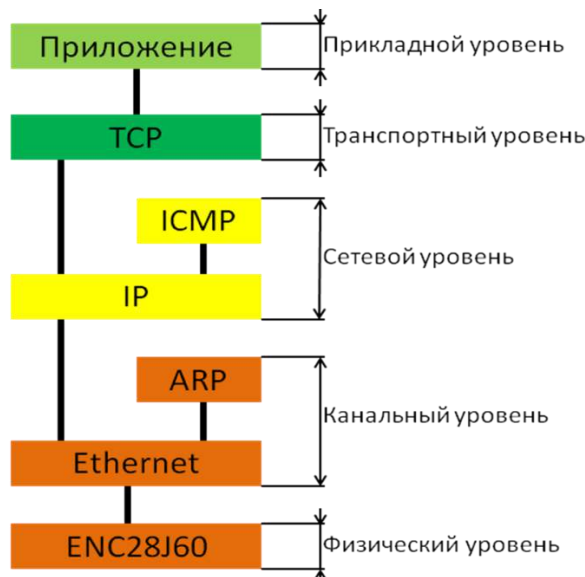 Приложение
Прикладной уровень
TCP
Транспортный уровень
ICMP
Сетевой уровень
IP
ARP
Канальный уровень
Ethernet
ENC28J60
Физический уровень